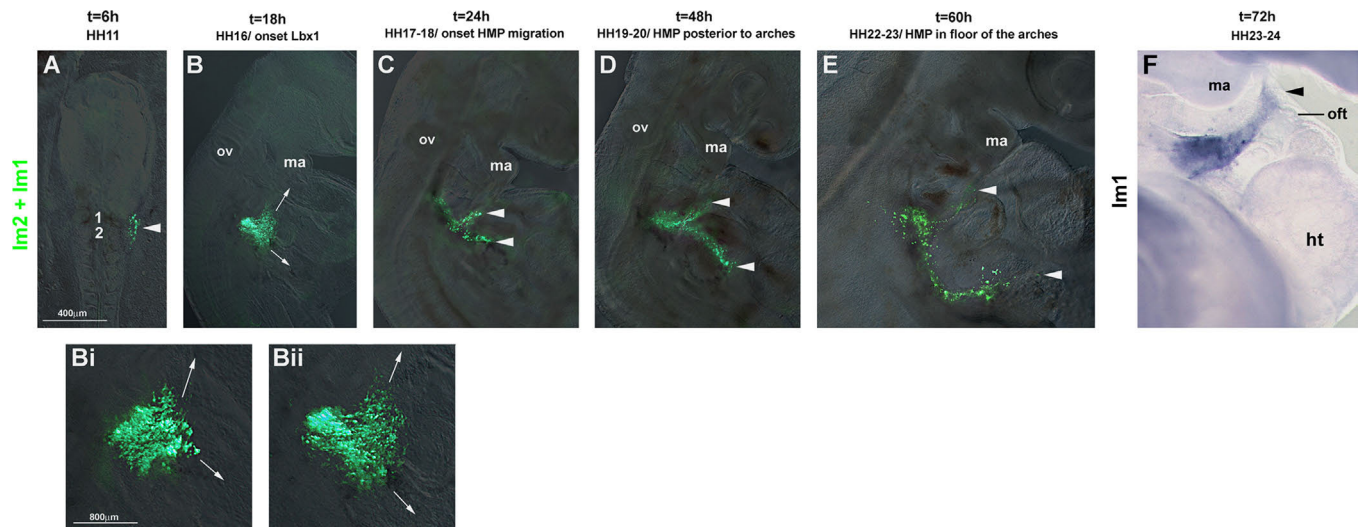 t=6h
HH11
t=18h
HH16/ onset Lbx1
t=24h
HH17-18/ onset HMP migration
t=48h
HH19-20/ HMP posterior to arches
t=60h
HH22-23/ HMP in floor of the arches
t=72h
HH23-24
lm2 + lm1
A
1
2
400µm
B
ov
ma
C
ov
ma
D
ov
ma
E
ma
lm1
F
ma
oft
ht
Bi
800µm
Bii